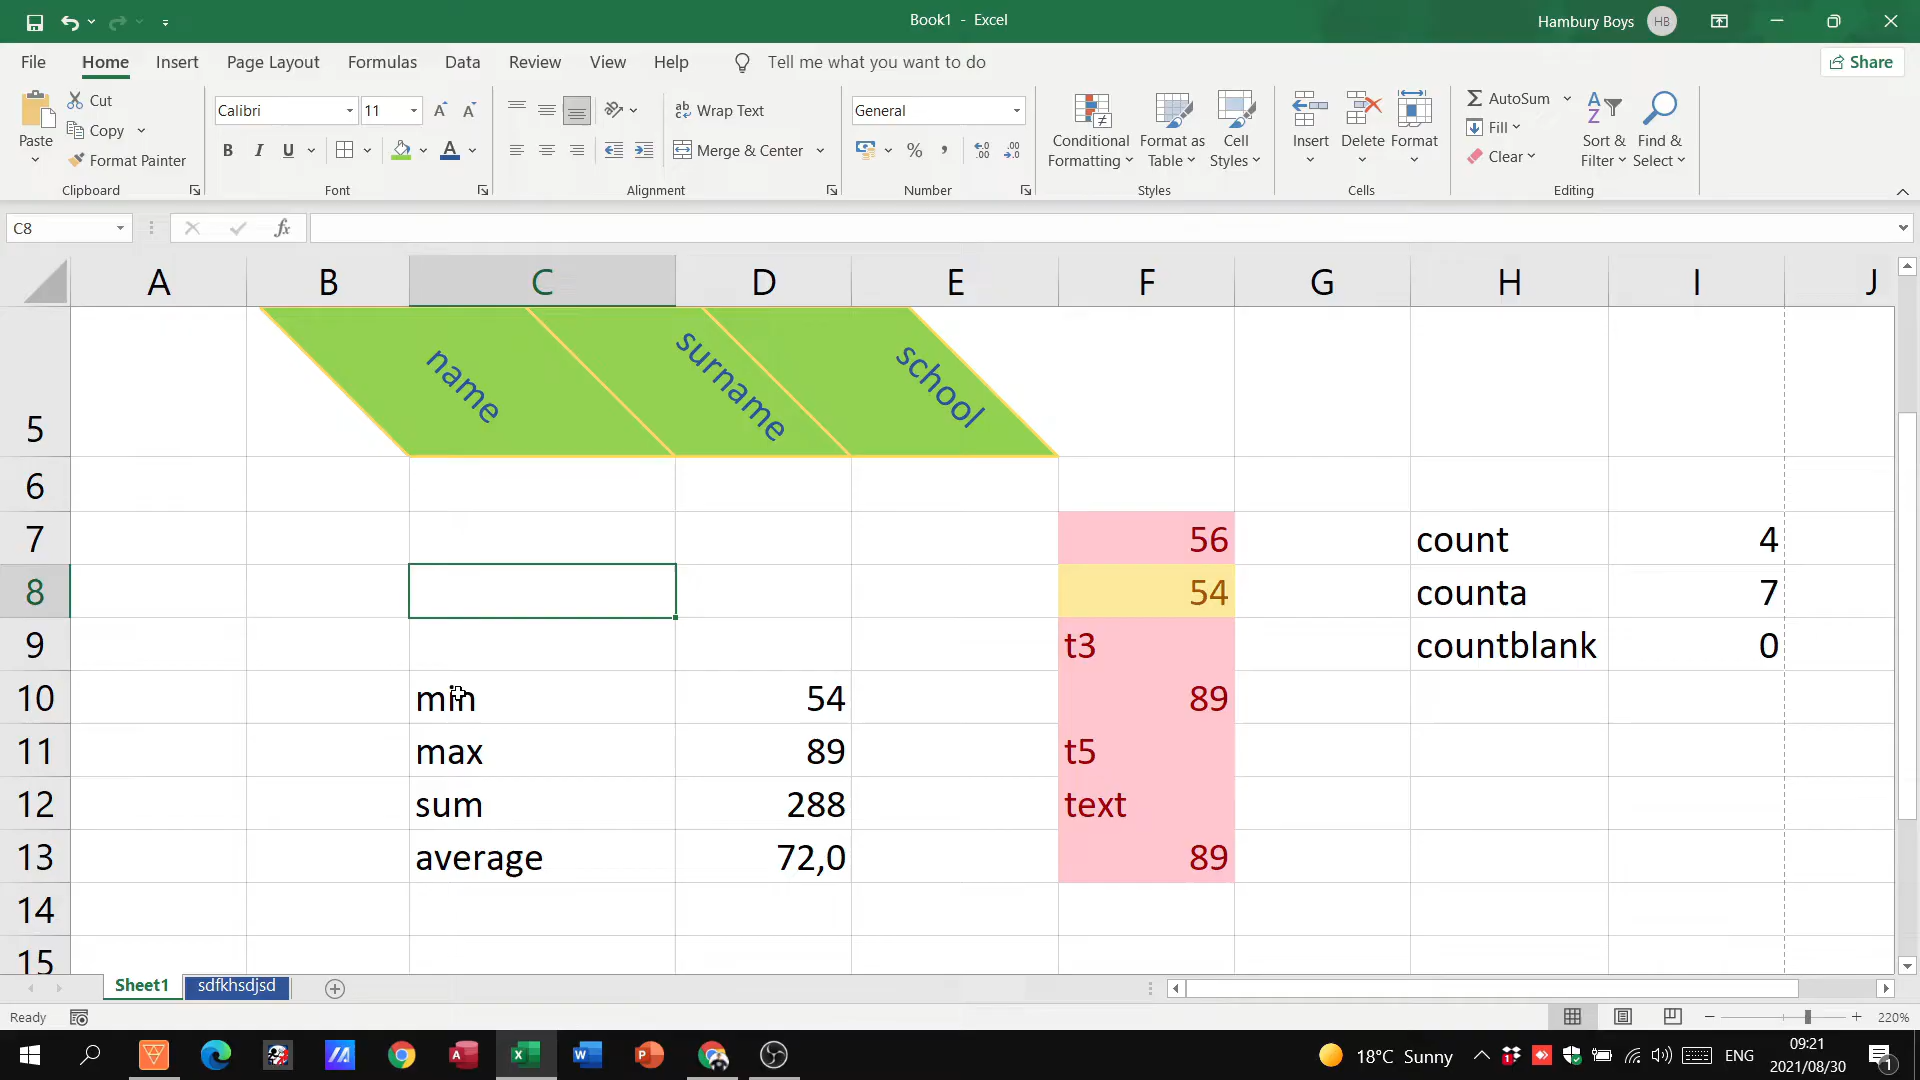 Book1 - Excel
Hambury Boys HB
File Home Insert Page Layout Formulas Data Review View Help Tell me what you want to do Share
Paste
Cut
Copy
Format Painter
Clipboard
Calibri 11
B I U
Font
Wrap Text
Merge & Center
Alignment
General
Number
Conditional Formatting
Format as Table
Cell Styles
Styles
Insert Delete Format
Cells
AutoSum
Fill
Clear
Sort & Filter
Find & Select
Editing
C8 fx
A B C D E F G H I J
5 name surname school
6
7 56 count 4
8 54 counta 7
9 t3 countblank 0
10 min 54 89
11 max 89 t5
12 sum 288 text
13 average 72,0 89
14
15
Sheet1 sdfkhsdjsd
Ready 220%
18°C Sunny ENG 09:21
2021/08/30
1